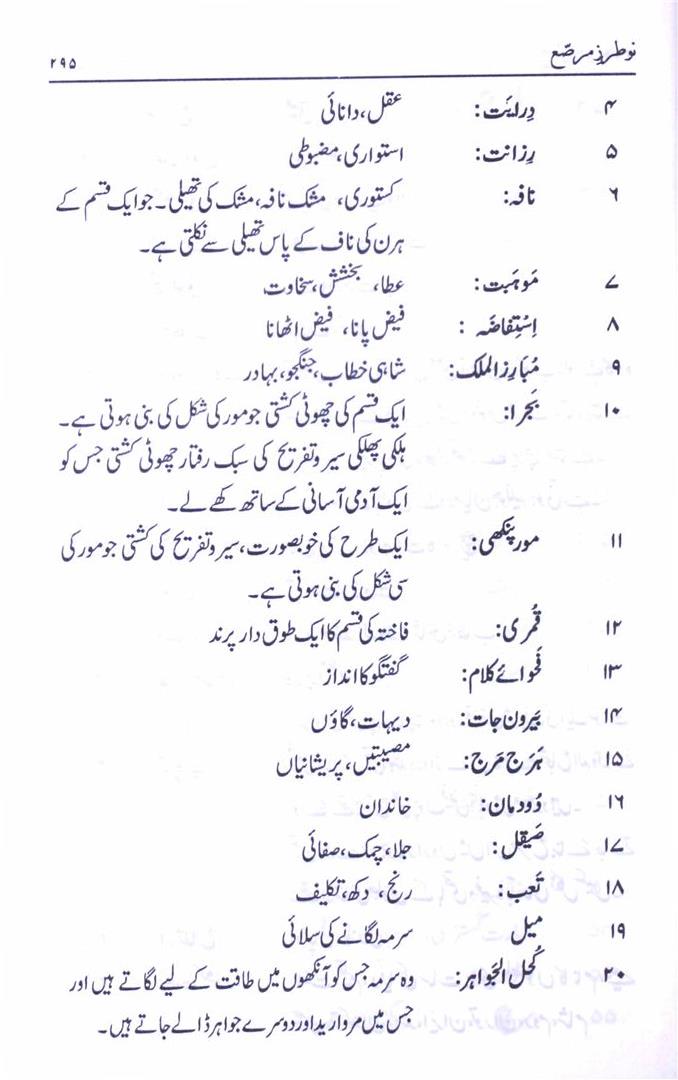 نو طرزِ مرصّع ۲۹۵
۴ دِرایَت: عقل، دانائی
۵ رِزانت: استواری، مضبوطی
۶ نافہ: کستوری، مشک نافہ، مشک کی تھیلی۔ جو ایک قسم کے
ہرن کی ناف کے پاس تھیلی سے نکلتی ہے۔
۷ مَوہبت: عطا، بخشش، سخاوت
۸ اِستِفاضَہ : فیض پانا، فیض اٹھانا
۹ مُبارِزالملک: شاہی خطاب، جنگجو، بہادر
۱۰ بَجرا: ایک قسم کی چھوٹی کشتی جو مور کی شکل کی بنی ہوتی ہے۔
ہلکی پھلکی سیر و تفریح کی سبک رفتار چھوٹی کشتی جس کو
ایک آدمی آسانی کے ساتھ کھے لے۔
۱۱ مور پنکھی: ایک طرح کی خوبصورت، سیر و تفریح کی کشتی جو مور کی
سی شکل کی بنی ہوتی ہے۔
۱۲ قُمری: فاختہ کی قسم کا ایک طوق دار پرند
۱۳ فَحوائے کلام: گفتگو کا انداز
۱۴ بیَرون جات: دیہات، گاؤں
۱۵ ہَرَج مَرَج: مصیبتیں، پریشانیاں
۱۶ دُودمان: خاندان
۱۷ صَیقل: جلا، چمک، صفائی
۱۸ تَعَب: رنج، دکھ، تکلیف
۱۹ میل سرمہ لگانے کی سلائی
۲۰ کُحل الجَواہر: وہ سرمہ جس کو آنکھوں میں طاقت کے لیے لگاتے ہیں اور
جس میں مروارید اور دوسرے جواہر ڈالے جاتے ہیں۔